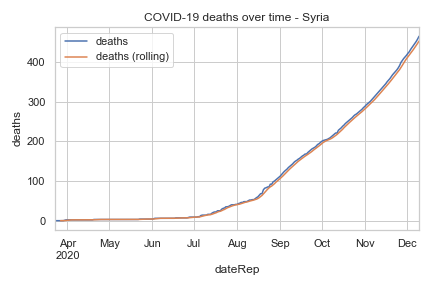 COVID-19 deaths over time - Syria
deaths
deaths (rolling)
400
300
200
100
0
deaths
Apr May Jun Jul Aug Sep Oct Nov Dec
2020
dateRep